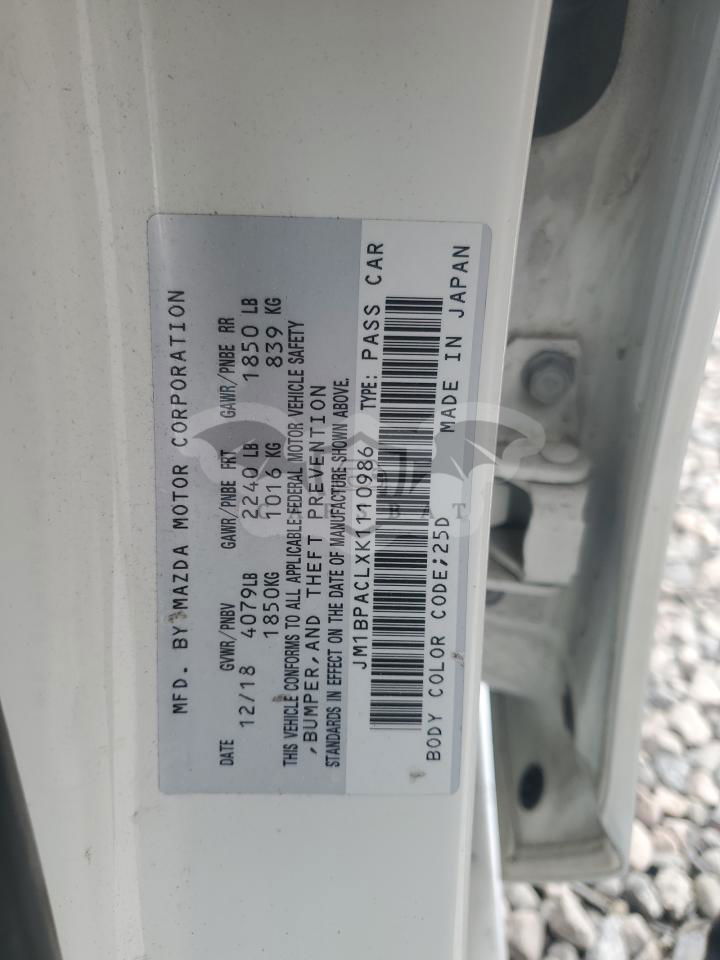 MFD. BY MAZDA MOTOR CORPORATION
DATE GVWR/PNBV GAWR/PNBE FRT GAWR/PNBE RR
12/18 4079LB 2240 LB 1850 LB
1850KG 1016 KG 839 KG
THIS VEHICLE CONFORMS TO ALL APPLICABLE FEDERAL MOTOR VEHICLE SAFETY
,BUMPER,AND THEFT PREVENTION
STANDARDS IN EFFECT ON THE DATE OF MANUFACTURE SHOWN ABOVE.
JM1BPACLXK1110986 TYPE: PASS CAR
BODY COLOR CODE;25D
MADE IN JAPAN